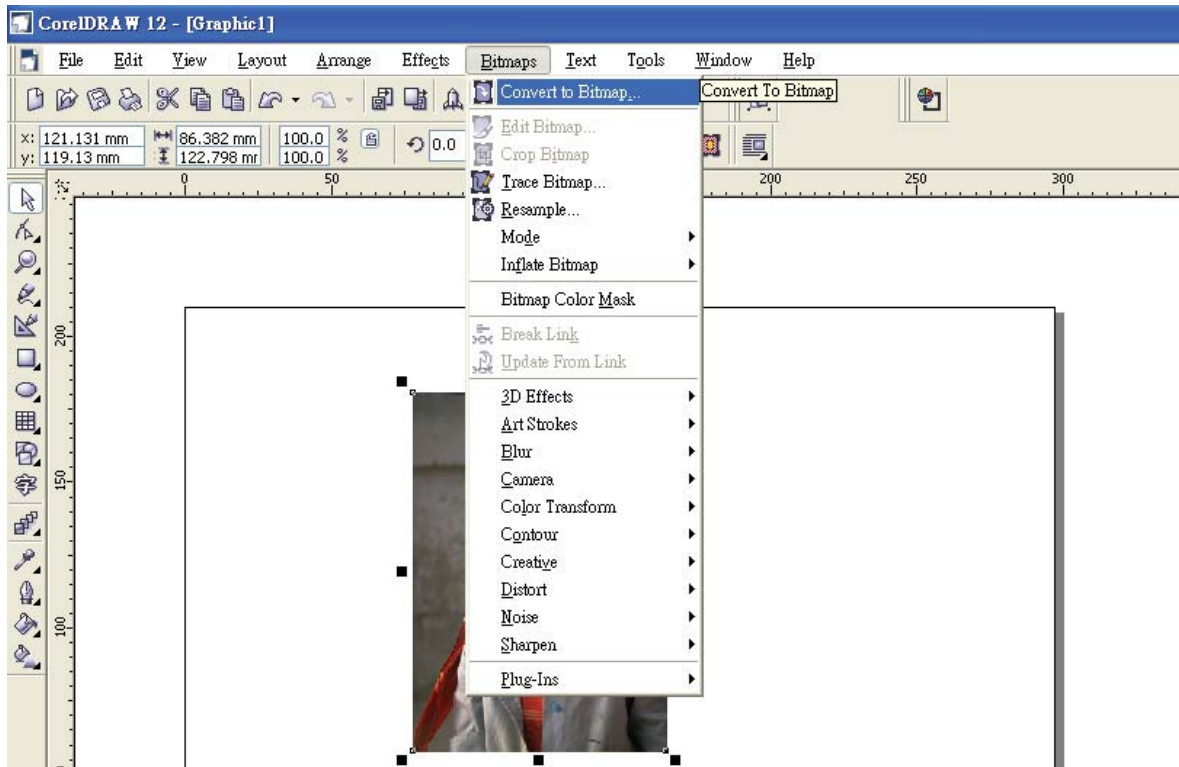 CorelDRAW 12 - [Graphic1]
File Edit View Layout Arrange Effects Bitmaps Text Tools Window Help
Convert to Bitmap...
Convert To Bitmap
x: 121.131 mm 86.382 mm 100.0 % 0.0
y: 119.13 mm 122.798 mr 100.0 %
Edit Bitmap...
Crop Bitmap
Trace Bitmap...
Resample...
Mode
Inflate Bitmap
Bitmap Color Mask
Break Link
Update From Link
3D Effects
Art Strokes
Blur
Camera
Color Transform
Contour
Creative
Distort
Noise
Sharpen
Plug-Ins
0 50 200 250 300
200
150
100
字